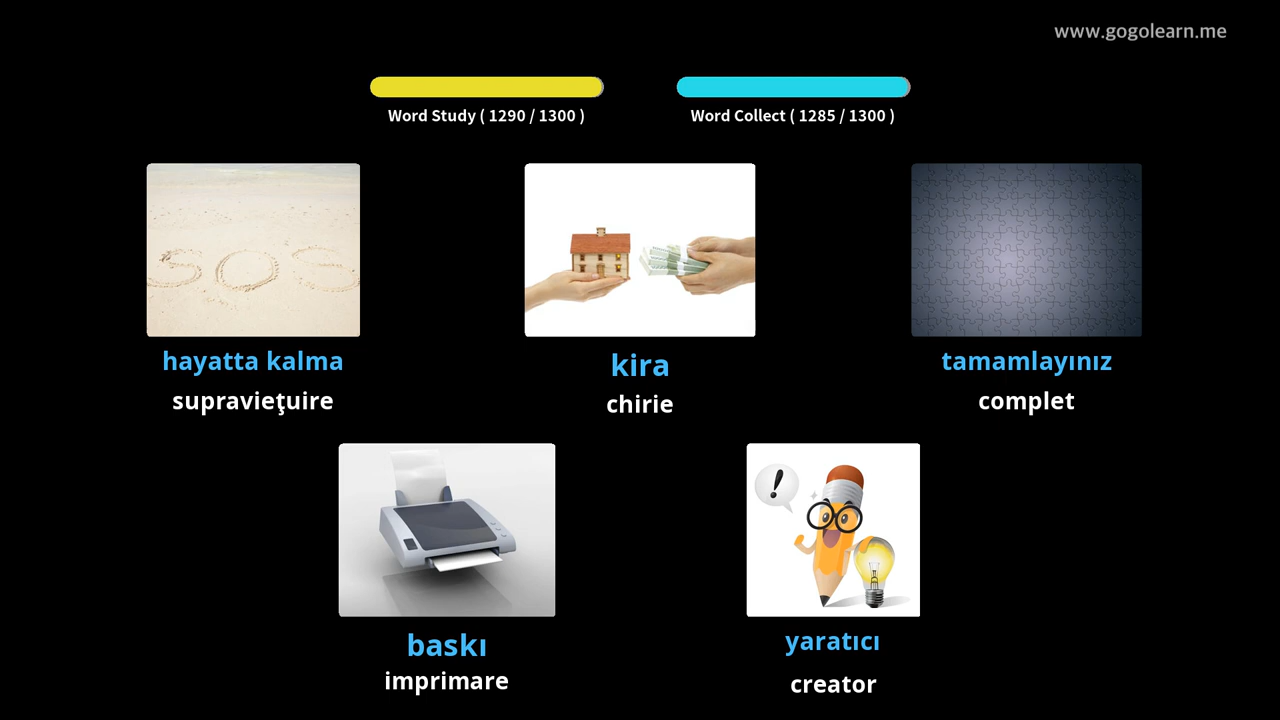 www.gogolearn.me
Word Study ( 1290 / 1300 )
Word Collect ( 1285 / 1300 )
SOS
hayatta kalma
supravieţuire
kira
chirie
tamamlayınız
complet
!
baskı
imprimare
yaratıcı
creator